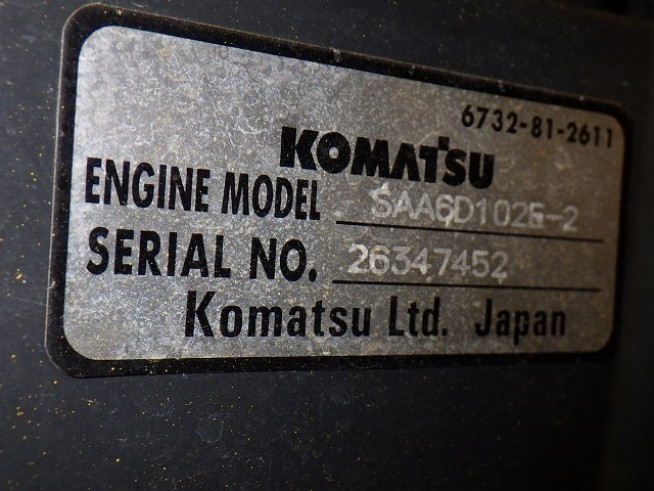 6732-81-2611
KOMATSU
ENGINE MODEL SAA6D102E-2
SERIAL NO. 26347452
Komatsu Ltd. Japan